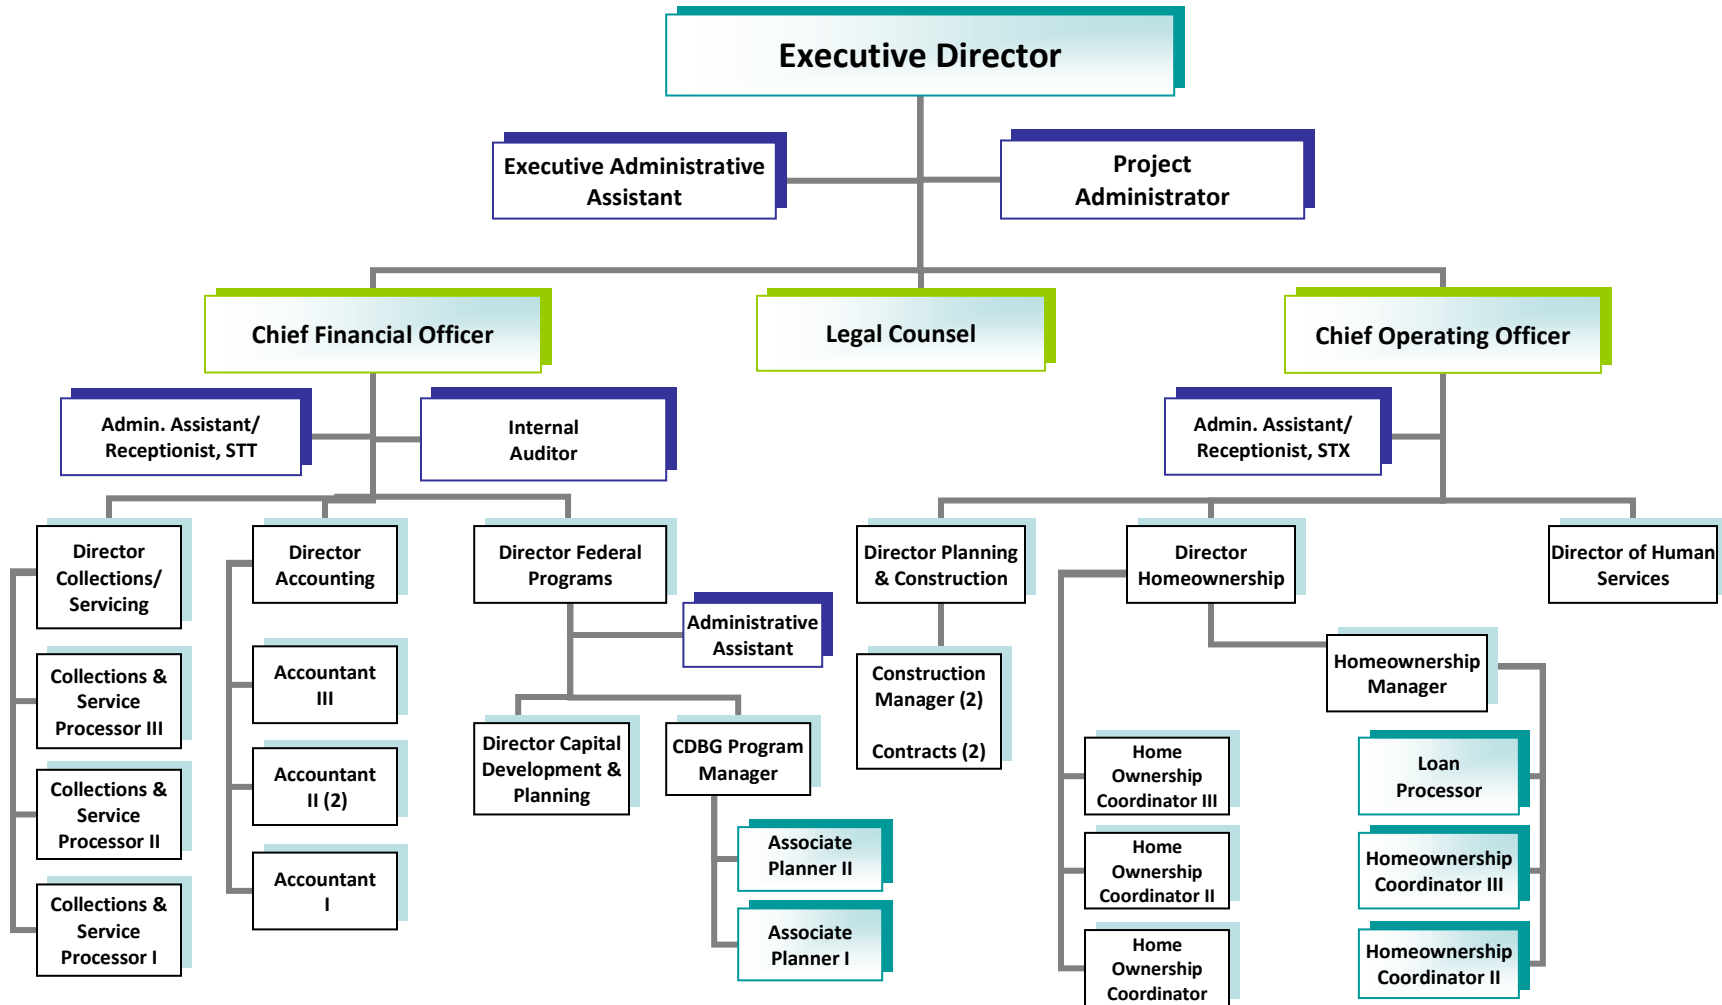 Executive Director
Executive Administrative
Assistant
Project
Administrator
Chief Financial Officer
Legal Counsel
Chief Operating Officer
Admin. Assistant/
Receptionist, STT
Internal
Auditor
Admin. Assistant/
Receptionist, STX
Director
Collections/
Servicing
Director
Accounting
Director Federal
Programs
Director Planning
& Construction
Director
Homeownership
Director of Human
Services
Administrative
Assistant
Collections &
Service
Processor III
Accountant
III
Construction
Manager (2)
Contracts (2)
Homeownership
Manager
Director Capital
Development &
Planning
CDBG Program
Manager
Home
Ownership
Coordinator III
Loan
Processor
Collections &
Service
Processor II
Accountant
II (2)
Associate
Planner II
Home
Ownership
Coordinator II
Homeownership
Coordinator III
Collections &
Service
Processor I
Accountant
I
Associate
Planner I
Home
Ownership
Coordinator
Homeownership
Coordinator II